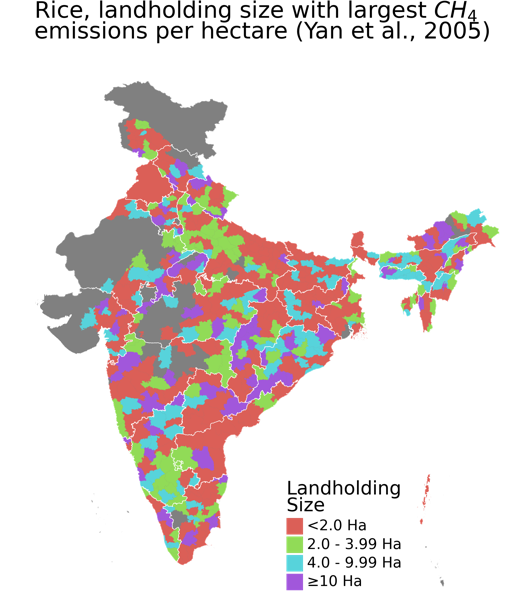 Rice, landholding size with largest CH₄
emissions per hectare (Yan et al., 2005)
Landholding
Size
<2.0 Ha
2.0 - 3.99 Ha
4.0 - 9.99 Ha
≥10 Ha